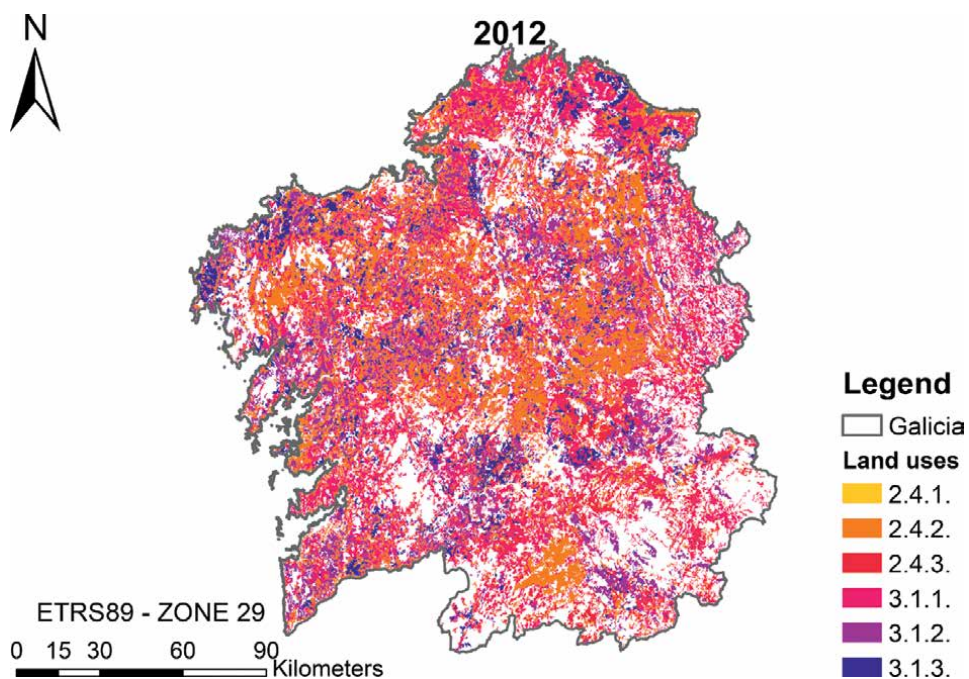 N
2012
Legend
Galicia
Land uses
2.4.1.
2.4.2.
2.4.3.
3.1.1.
3.1.2.
3.1.3.
ETRS89 - ZONE 29
0 15 30 60 90
Kilometers